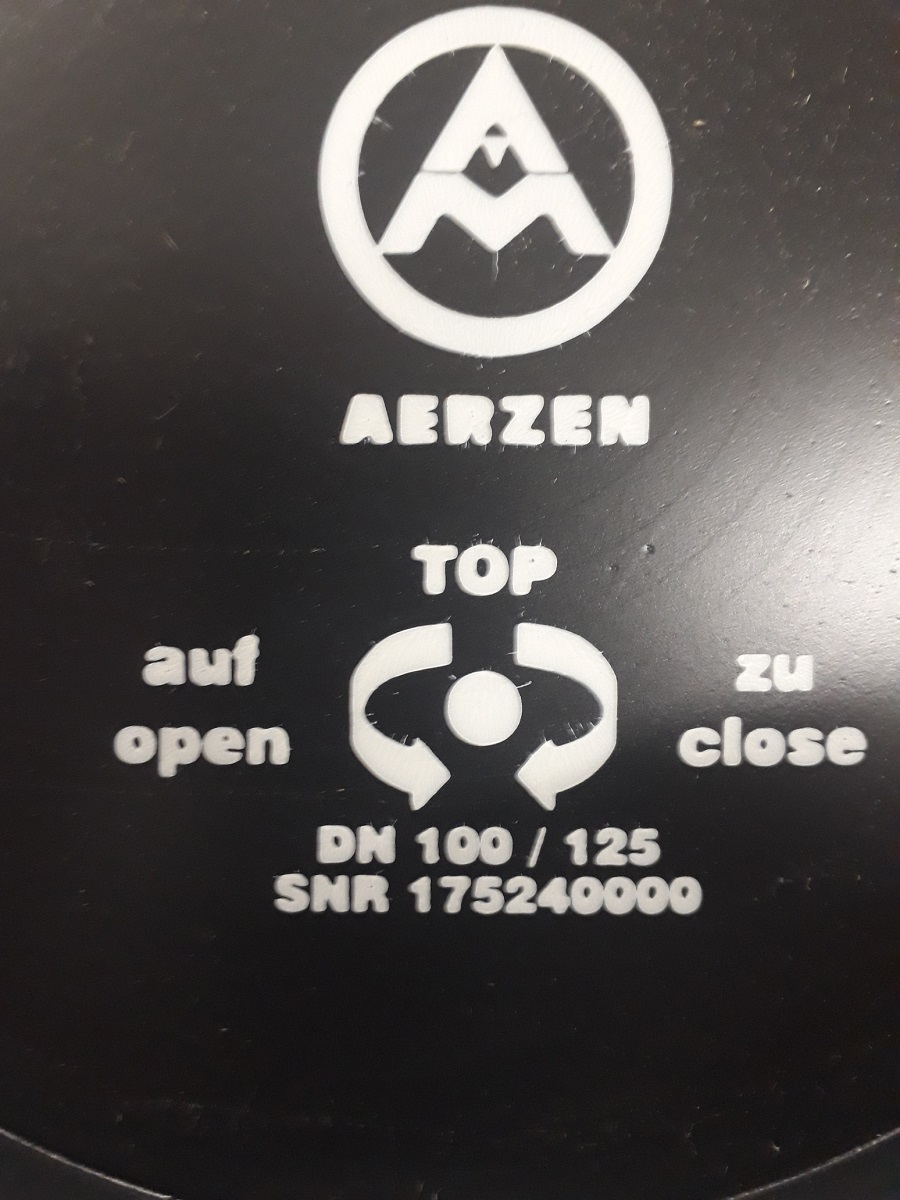 AERZEN
TOP
auf
zu
open
close
DN 100 / 125
SNR 175240000